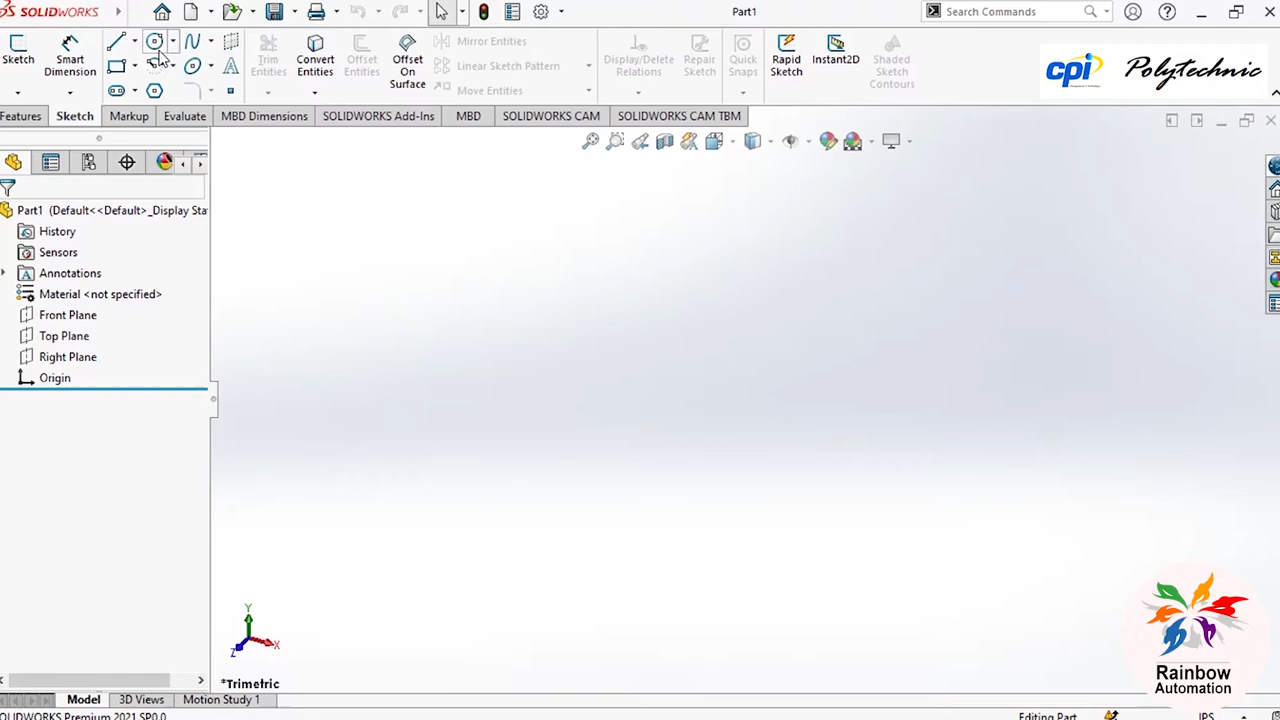 SOLIDWORKS
Part1
Search Commands
Sketch
Smart
Dimension
Trim
Entities
Convert
Entities
Offset
Entities
Offset
On
Surface
Mirror Entities
Linear Sketch Pattern
Move Entities
Display/Delete
Relations
Repair
Sketch
Quick
Snaps
Rapid
Sketch
Instant2D
Shaded
Sketch
Contours
cpi
Polytechnic
Features
Sketch
Markup
Evaluate
MBD Dimensions
SOLIDWORKS Add-Ins
MBD
SOLIDWORKS CAM
SOLIDWORKS CAM TBM
Part1 (Default<<Default>_Display Sta
History
Sensors
Annotations
Material <not specified>
Front Plane
Top Plane
Right Plane
Origin
Y
X
Z
*Trimetric
Rainbow
Automation
Model
3D Views
Motion Study 1
SOLIDWORKS Premium 2021 SP0.0
Editing Part
IPS